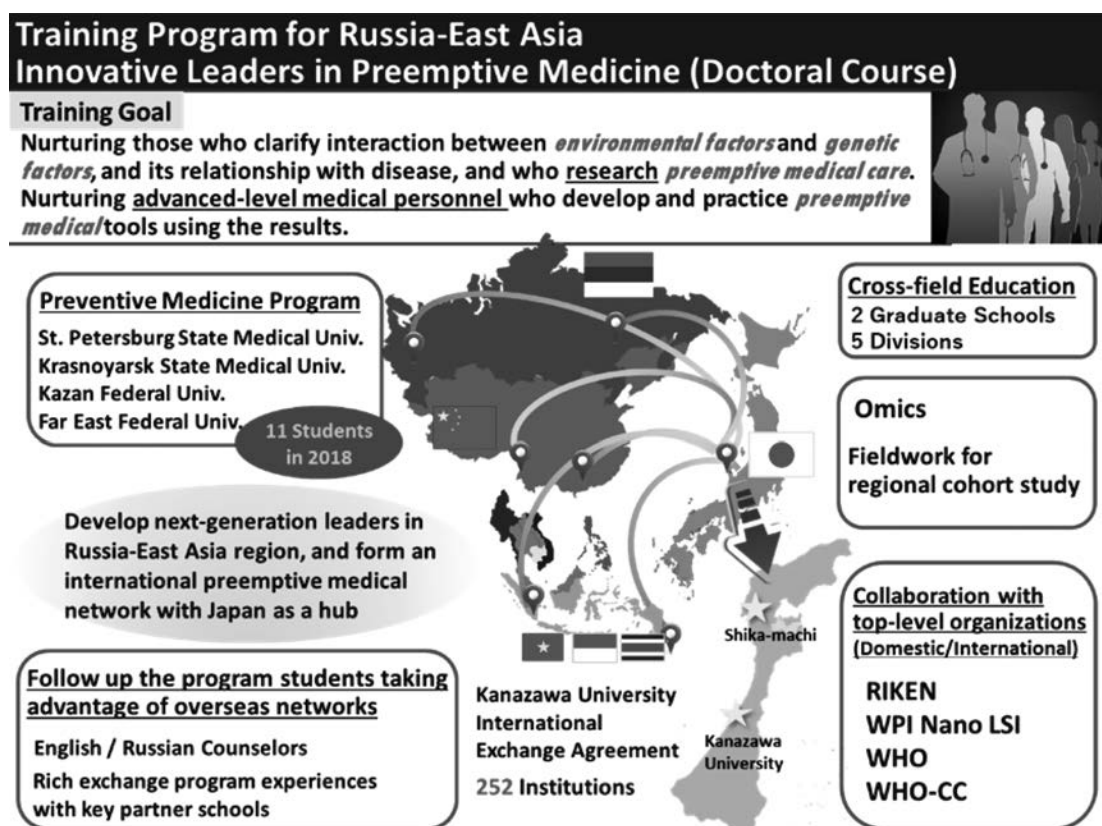 Training Program for Russia-East Asia
Innovative Leaders in Preemptive Medicine (Doctoral Course)
Training Goal
Nurturing those who clarify interaction between environmental factors and genetic
factors, and its relationship with disease, and who research preemptive medical care.
Nurturing advanced-level medical personnel who develop and practice preemptive
medical tools using the results.
Preventive Medicine Program
St. Petersburg State Medical Univ.
Krasnoyarsk State Medical Univ.
Kazan Federal Univ.
Far East Federal Univ.
11 Students
in 2018
Develop next-generation leaders in
Russia-East Asia region, and form an
international preemptive medical
network with Japan as a hub
Follow up the program students taking
advantage of overseas networks
English / Russian Counselors
Rich exchange program experiences
with key partner schools
Kanazawa University
International
Exchange Agreement
252 Institutions
Shika-machi
Kanazawa
University
Cross-field Education
2 Graduate Schools
5 Divisions
Omics
Fieldwork for
regional cohort study
Collaboration with
top-level organizations
(Domestic/International)
RIKEN
WPI Nano LSI
WHO
WHO-CC